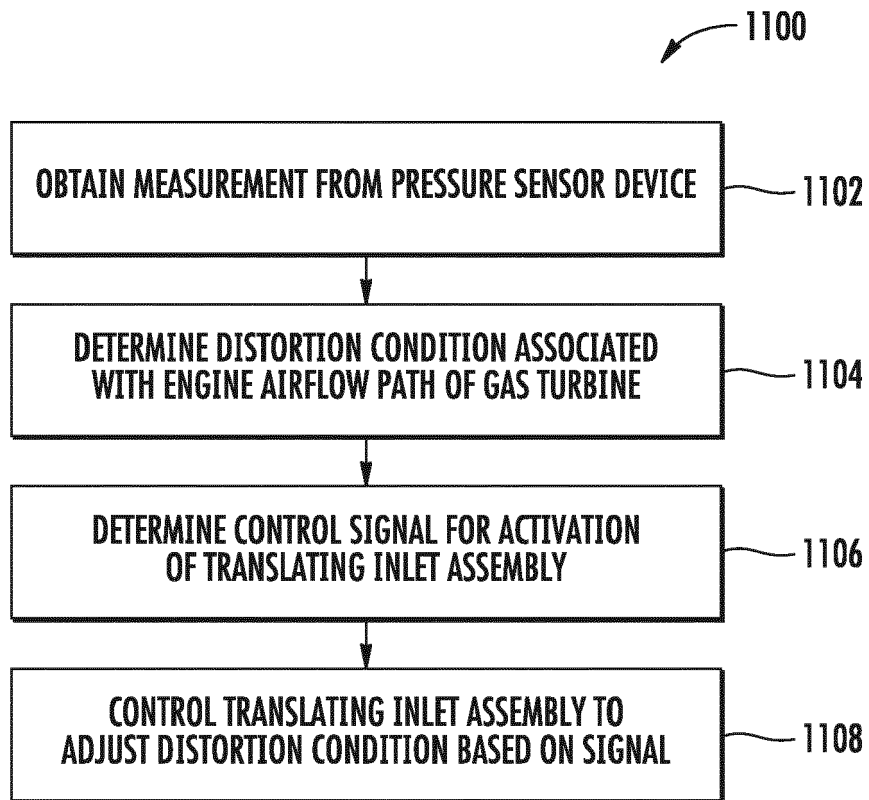 1100
OBTAIN MEASUREMENT FROM PRESSURE SENSOR DEVICE
1102
DETERMINE DISTORTION CONDITION ASSOCIATED
WITH ENGINE AIRFLOW PATH OF GAS TURBINE
1104
DETERMINE CONTROL SIGNAL FOR ACTIVATION
OF TRANSLATING INLET ASSEMBLY
1106
CONTROL TRANSLATING INLET ASSEMBLY TO
ADJUST DISTORTION CONDITION BASED ON SIGNAL
1108